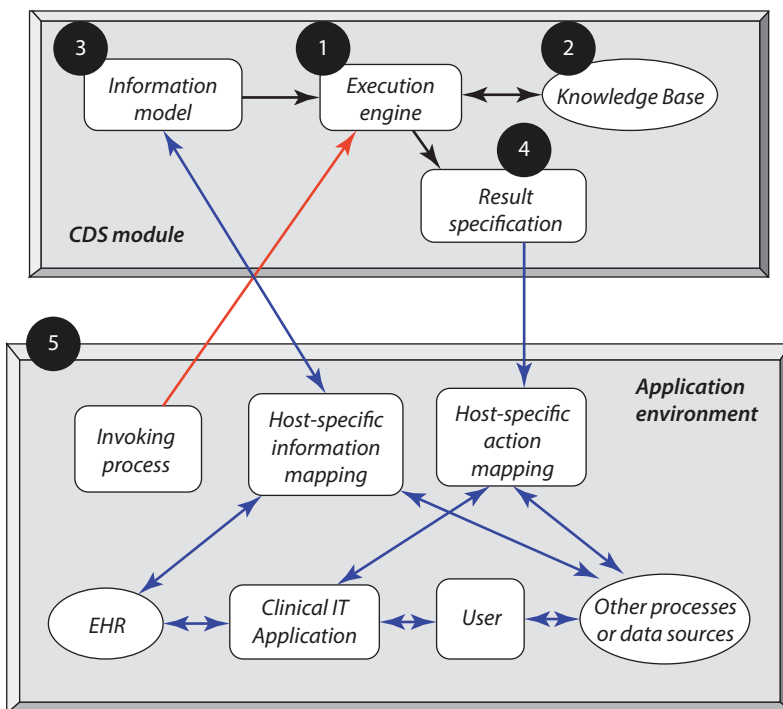 3
Information
model
1
Execution
engine
2
Knowledge Base
4
Result
specification
CDS module
5
Application
environment
Invoking
process
Host-specific
information
mapping
Host-specific
action
mapping
EHR
Clinical IT
Application
User
Other processes
or data sources